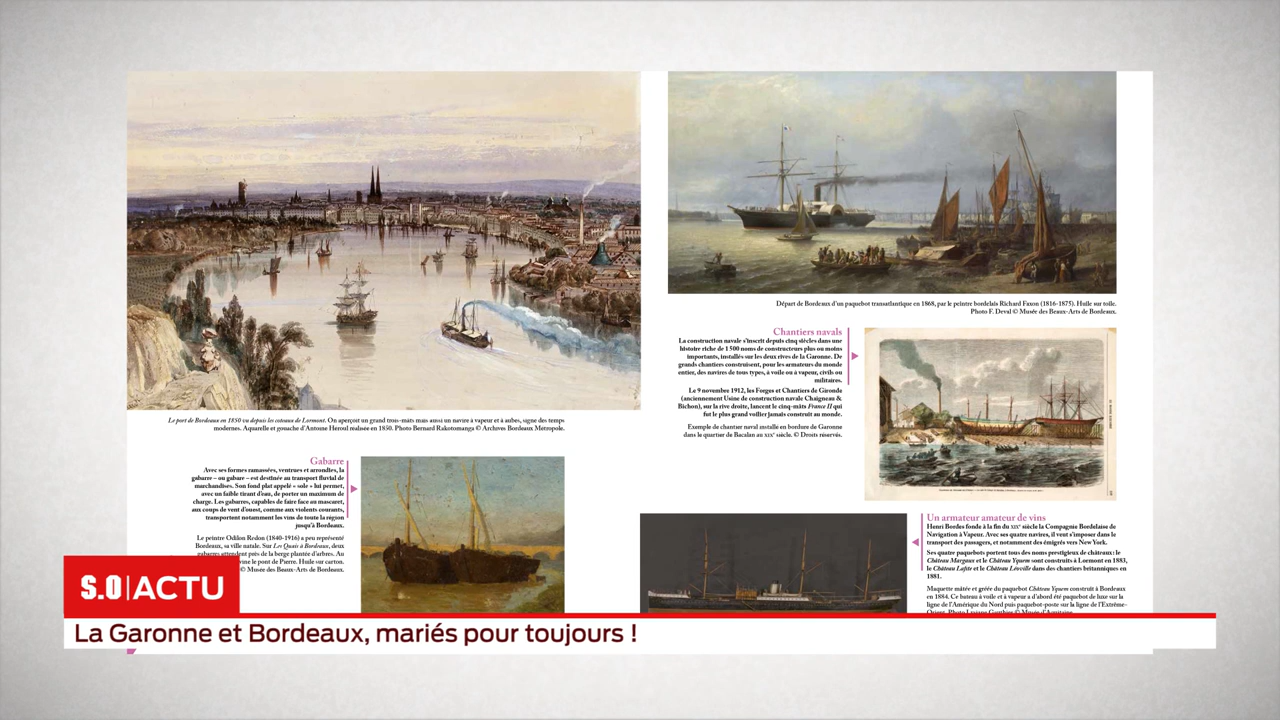 Le port de Bordeaux en 1850 vu depuis les coteaux de Lormont. On aperçoit un grand trois-mâts mais aussi un navire à vapeur et à aubes, signe des temps
modernes. Aquarelle et gouache d'Antoine Héroul réalisée en 1850. Photo Bernard Rakotomanga © Archives Bordeaux Métropole.
Gabarre
Avec ses formes ramassées, ventrues et arrondies, la
gabarre – ou gabare – est destinée au transport fluvial de
marchandises. Son fond plat appelé « sole » lui permet,
avec un faible tirant d'eau, de porter un maximum de
charge. Les gabarres, capables de faire face au mascaret,
aux coups de vent d'ouest, comme aux violents courants,
transportent notamment les vins de toute la région
jusqu'à Bordeaux.
Le peintre Odilon Redon (1840-1916) a peu représenté
Bordeaux, sa ville natale. Sur Les Quais à Bordeaux, deux
gabarres attendent près de la berge plantée d'arbres. Au
vine le pont de Pierre. Huile sur carton.
© Musée des Beaux-Arts de Bordeaux.
Départ de Bordeaux d'un paquebot transatlantique en 1868, par le peintre bordelais Richard Faxon (1816-1875). Huile sur toile.
Photo F. Deval © Musée des Beaux-Arts de Bordeaux.
Chantiers navals
La construction navale s'inscrit depuis cinq siècles dans une
histoire riche de 1 500 noms de constructeurs plus ou moins
importants, installés sur les deux rives de la Garonne. De
grands chantiers construisent, pour les armateurs du monde
entier, des navires de tous types, à voile ou à vapeur, civils ou
militaires.
Le 9 novembre 1912, les Forges et Chantiers de Gironde
(anciennement Usine de construction navale Chaigneau &
Bichon), sur la rive droite, lancent le cinq-mâts France II qui
fut le plus grand voilier jamais construit au monde.
Exemple de chantier naval installé en bordure de Garonne
dans le quartier de Bacalan au XIXe siècle. © Droits réservés.
Un armateur amateur de vins
Henri Bordes fonde à la fin du XIXe siècle la Compagnie Bordelaise de
Navigation à Vapeur. Avec ses quatre navires, il veut s'imposer dans le
transport des passagers, et notamment des émigrés vers New York.
Ses quatre paquebots portent tous des noms prestigieux de châteaux : le
Château Margaux et le Château Yquem sont construits à Lormont en 1883,
le Château Lafite et le Château Léoville dans des chantiers britanniques en
1881.
Maquette mâtée et gréée du paquebot Château Yquem construit à Bordeaux
en 1884. Ce bateau à voile et à vapeur a d'abord été paquebot de luxe sur la
ligne de l'Amérique du Nord puis paquebot-poste sur la ligne de l'Extrême-
S.O ACTU
La Garonne et Bordeaux, mariés pour toujours !